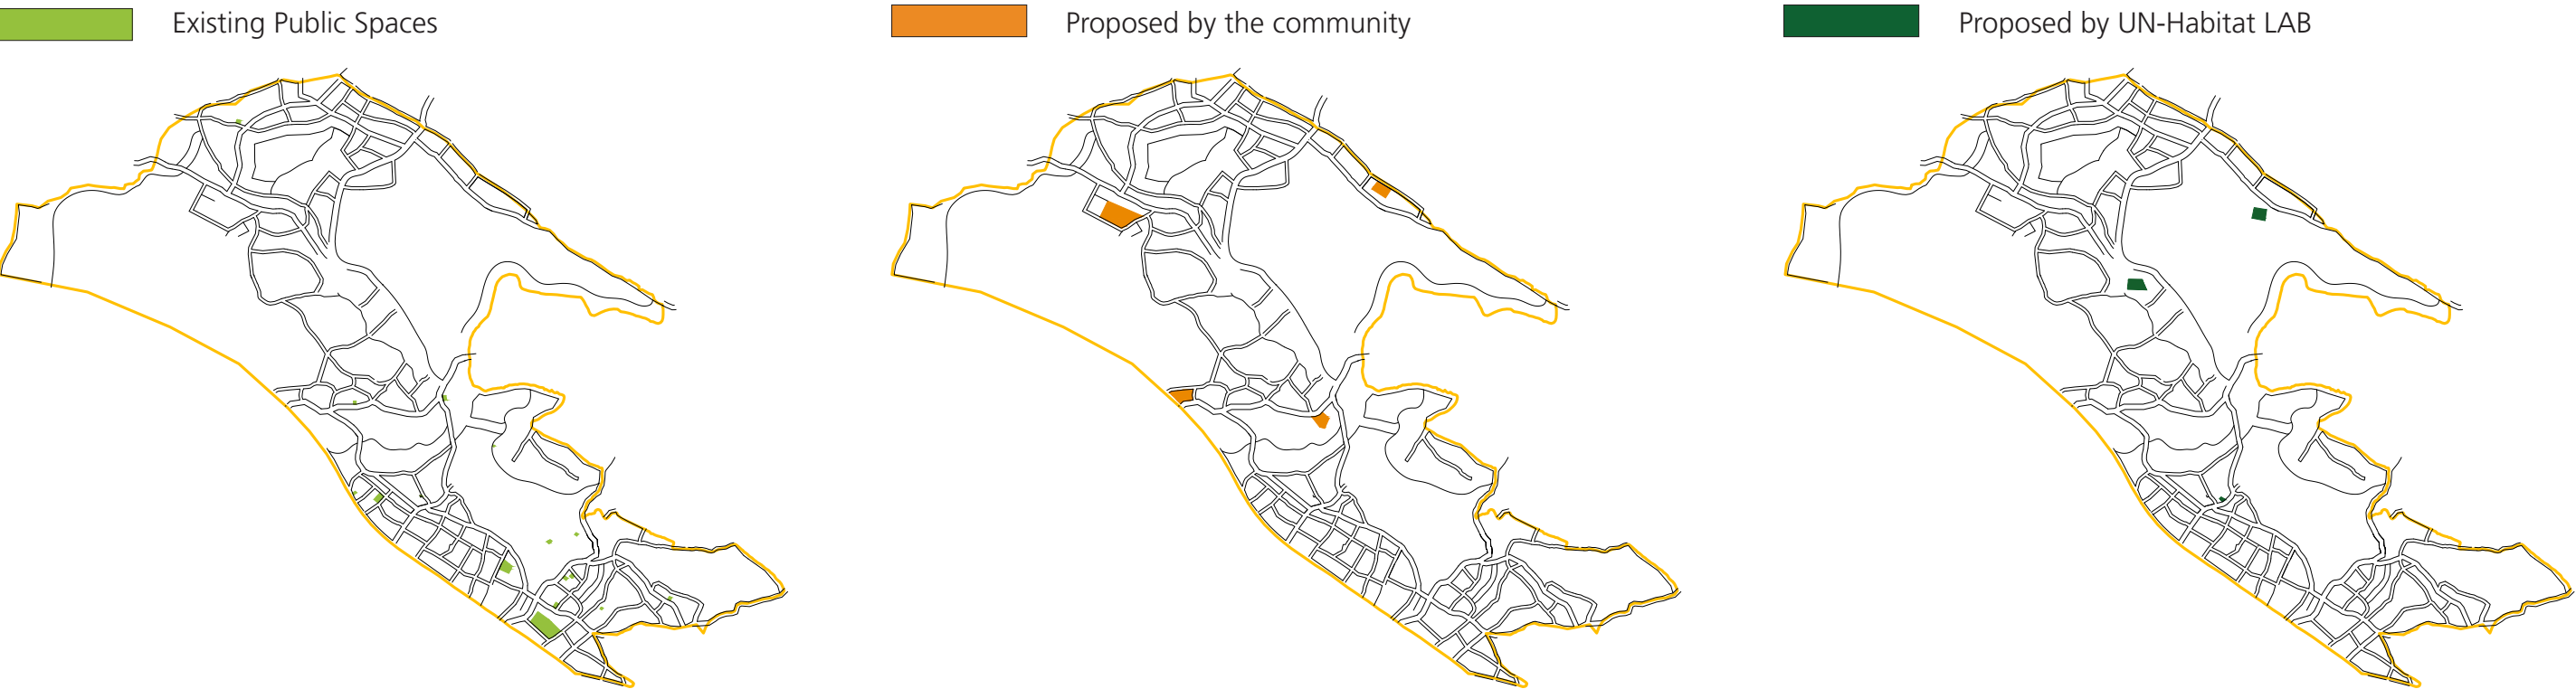 Existing Public Spaces
Proposed by the community
Proposed by UN-Habitat LAB